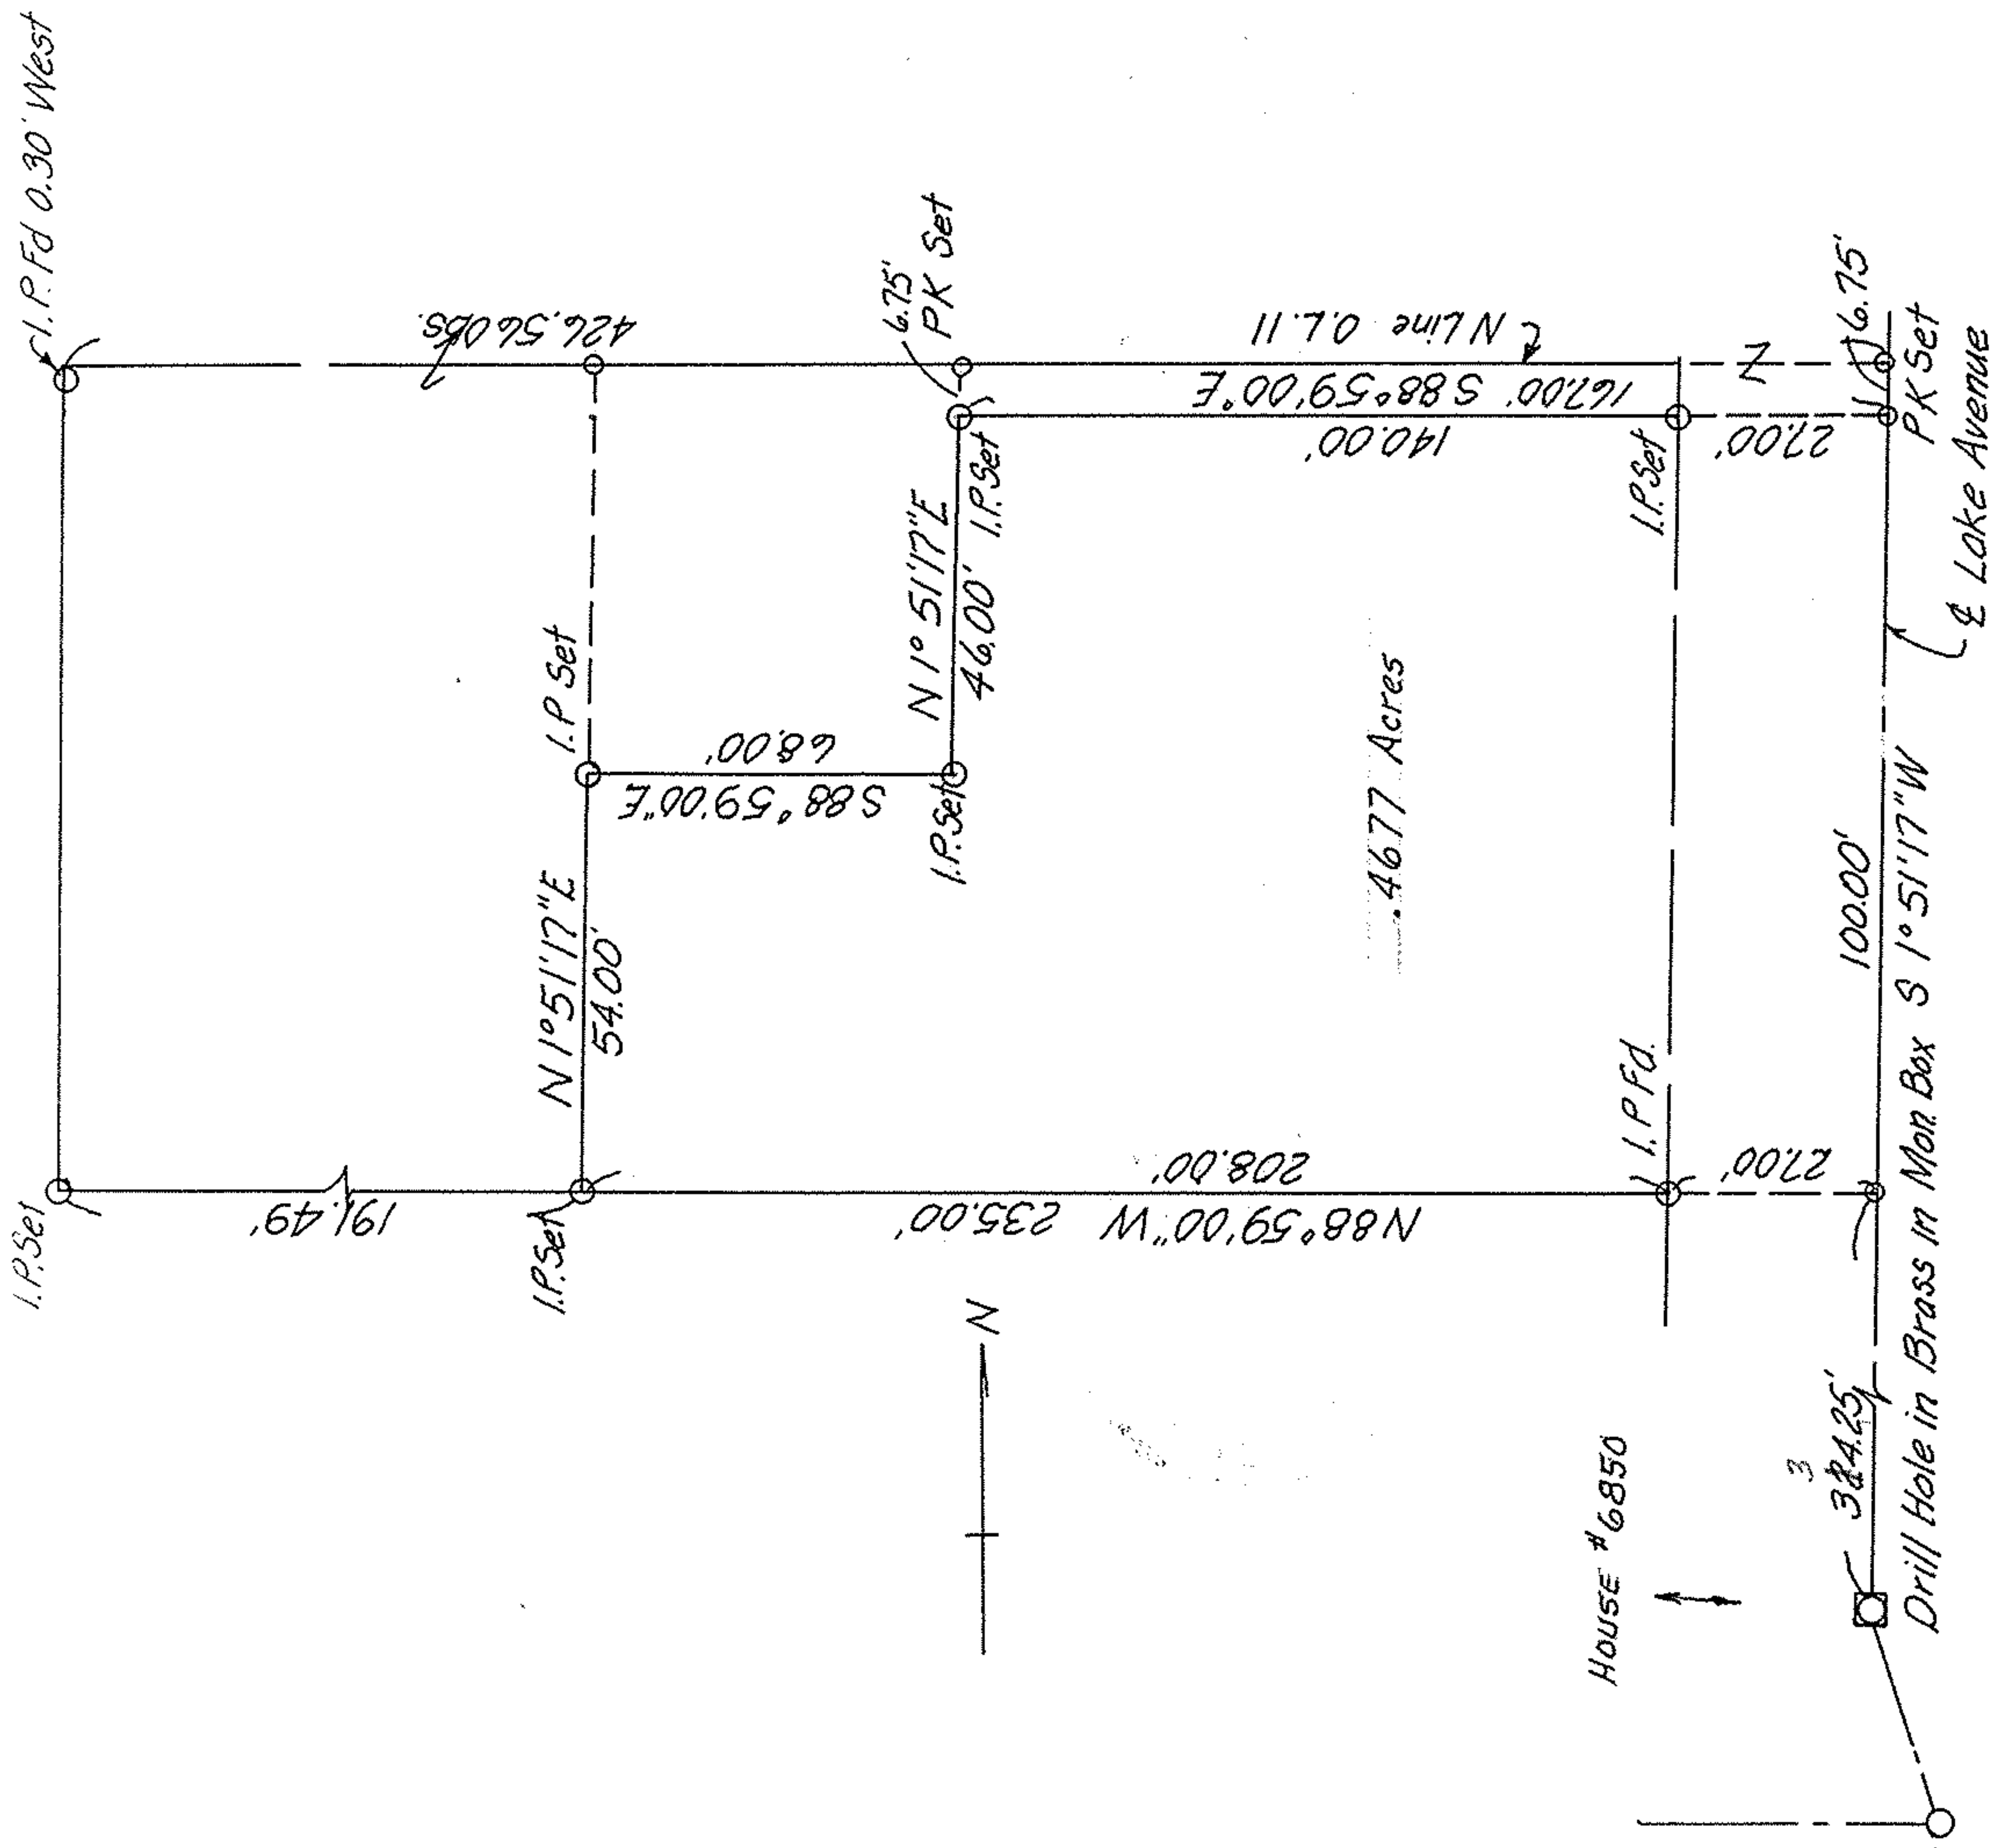 I.P. Fd 0.30' West
I.P. Set
191.49'
426.56 Obs.
I.P. Set
N 1° 51' 17" E
54.00'
I.P. Set
S 88° 59' 00" E
68.00'
6.75'
PK Set
I.P. Set
N 1° 51' 17" E
46.00'
I.P. Set
N Line O.L. 11
167.00' S 88° 59' 00" E
140.00'
N 88° 59' 00" W 235.00'
208.00'
.4677 Acres
N
I.P. Fd.
I.P. Set
27.00'
27.00'
HOUSE #6850
3
324.25'
100.00'
6.75'
PK Set
Drill Hole in Brass in Mon. Box S 1° 51' 17" W
℄ Lake Avenue